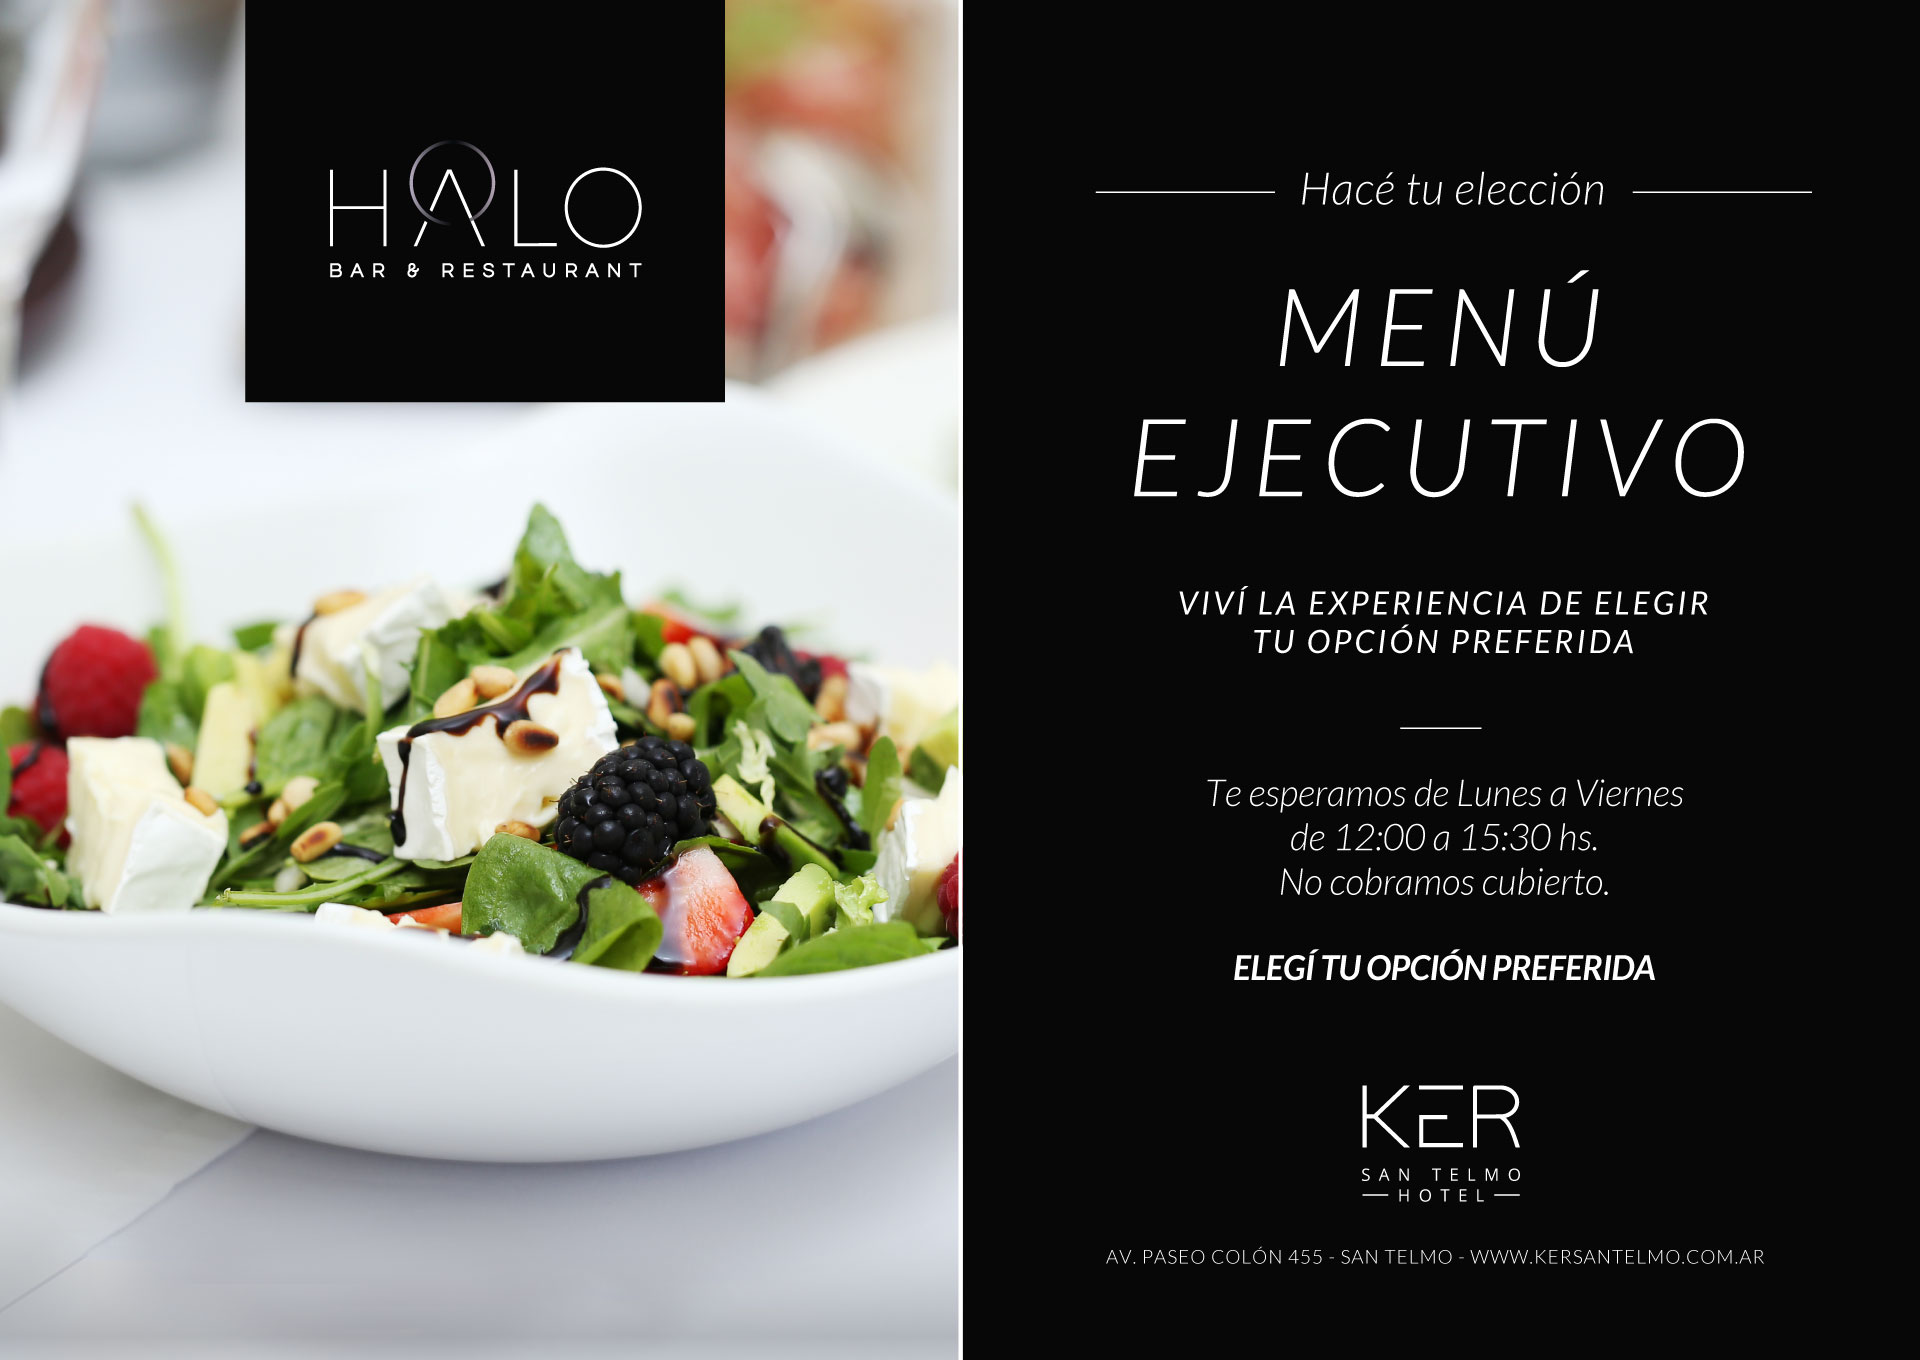 HALO
BAR & RESTAURANT
Hacé tu elección
MENÚ
EJECUTIVO
VIVÍ LA EXPERIENCIA DE ELEGIR
TU OPCIÓN PREFERIDA
Te esperamos de Lunes a Viernes
de 12:00 a 15:30 hs.
No cobramos cubierto.
ELEGÍ TU OPCIÓN PREFERIDA
KER
SAN TELMO
HOTEL
AV. PASEO COLÓN 455 - SAN TELMO - WWW.KERSANTELMO.COM.AR